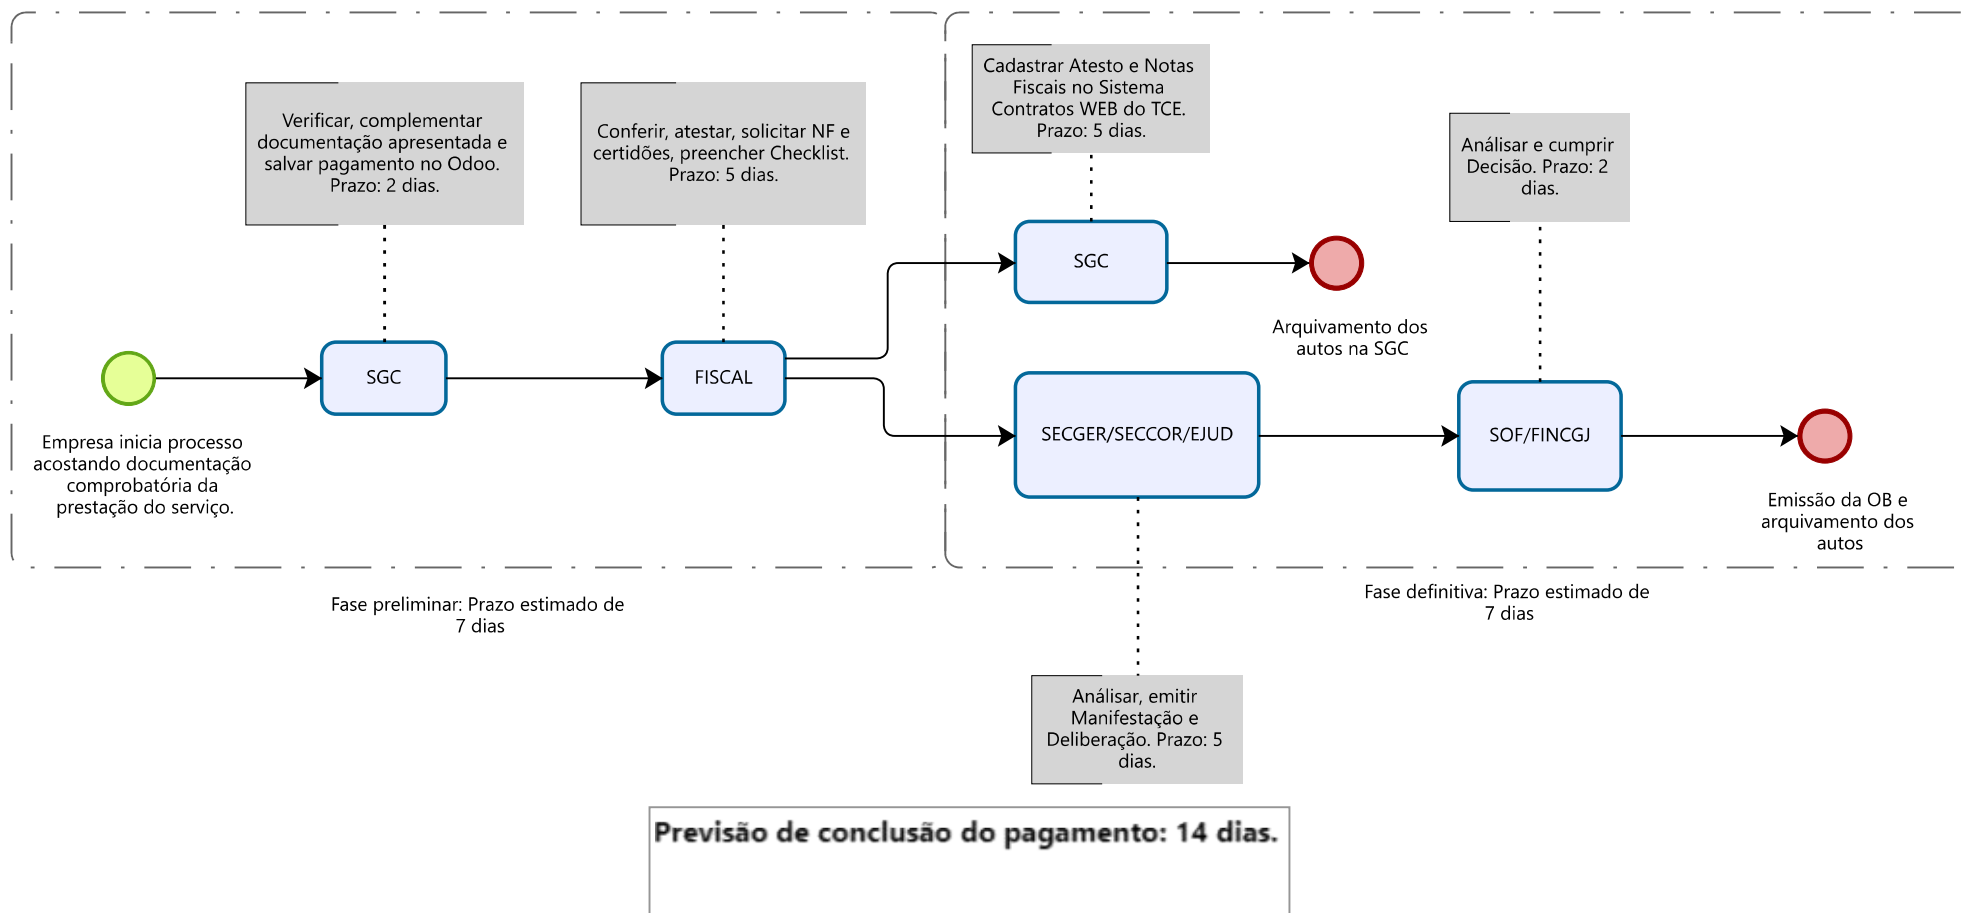 Verificar, complementar
documentação apresentada e
salvar pagamento no Odoo.
Prazo: 2 dias.
Conferir, atestar, solicitar NF e
certidões, preencher Checklist.
Prazo: 5 dias.
Cadastrar Atesto e Notas
Fiscais no Sistema
Contratos WEB do TCE.
Prazo: 5 dias.
Análisar e cumprir
Decisão. Prazo: 2
dias.
SGC
Arquivamento dos
autos na SGC
SGC
FISCAL
SECGER/SECCOR/EJUD
SOF/FINCGJ
Empresa inicia processo
acostando documentação
comprobatória da
prestação do serviço.
Emissão da OB e
arquivamento dos
autos
Fase preliminar: Prazo estimado de
7 dias
Fase definitiva: Prazo estimado de
7 dias
Análisar, emitir
Manifestação e
Deliberação. Prazo: 5
dias.
Previsão de conclusão do pagamento: 14 dias.